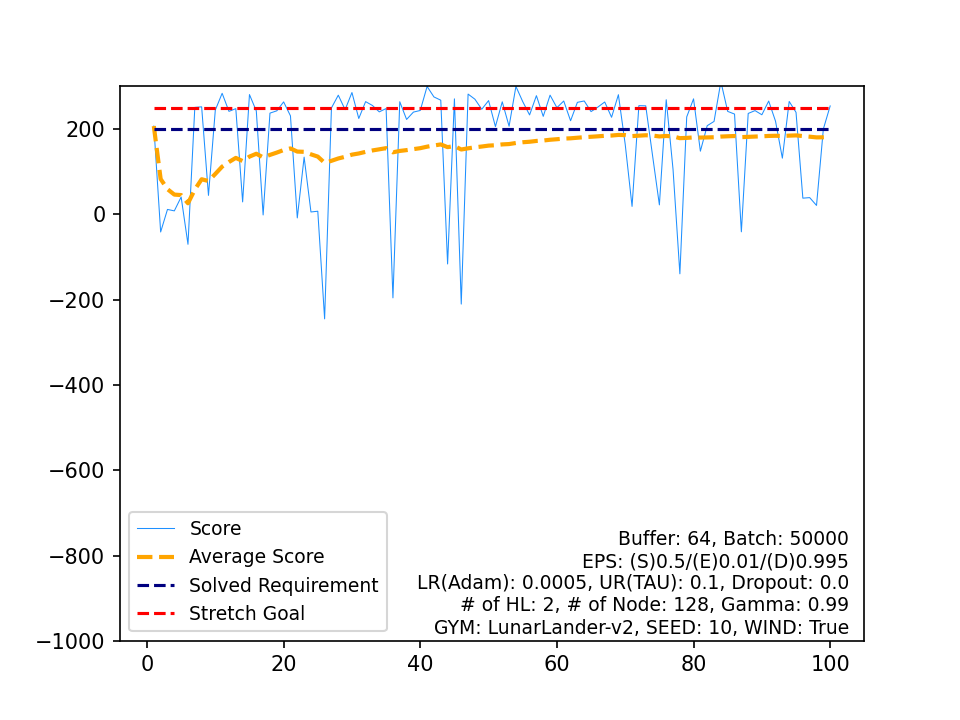 200
0
−200
−400
−600
−800
−1000
0
20
40
60
80
100
Score
Average Score
Solved Requirement
Stretch Goal
Buffer: 64, Batch: 50000
EPS: (S)0.5/(E)0.01/(D)0.995
LR(Adam): 0.0005, UR(TAU): 0.1, Dropout: 0.0
# of HL: 2, # of Node: 128, Gamma: 0.99
GYM: LunarLander-v2, SEED: 10, WIND: True